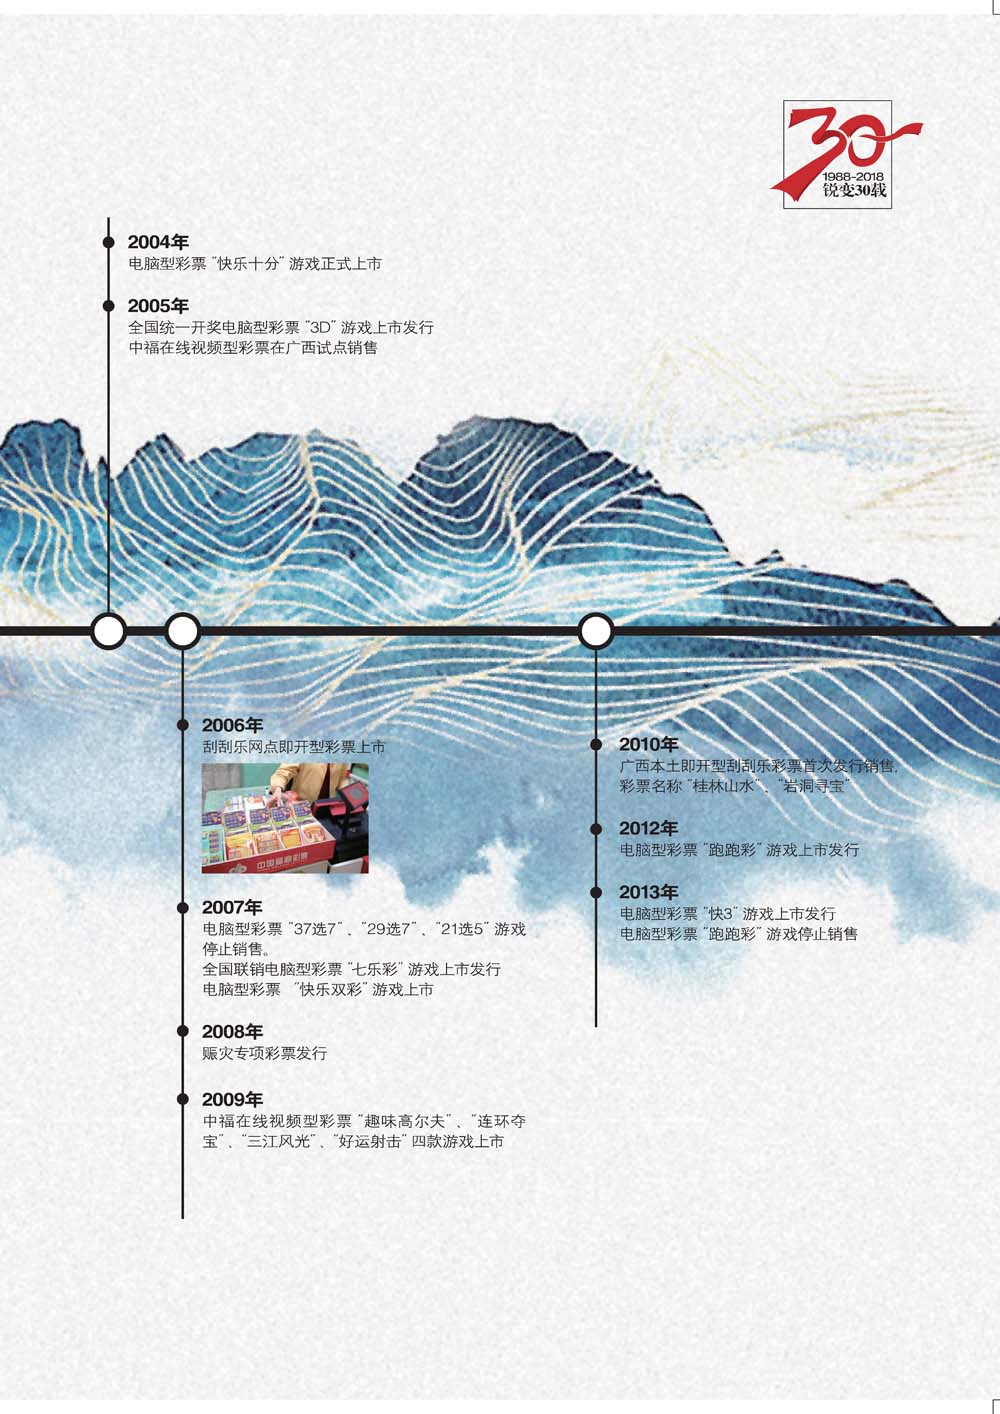 1988-2018
锐变30载
2004年
电脑型彩票“快乐十分”游戏正式上市
2005年
全国统一开奖电脑型彩票“3D”游戏上市发行
中福在线视频型彩票在广西试点销售
2006年
刮刮乐网点即开型彩票上市
中国福利彩票
2007年
电脑型彩票“37选7”、“29选7”、“21选5”游戏
停止销售。
全国联销电脑型彩票“七乐彩”游戏上市发行
电脑型彩票 “快乐双彩”游戏上市
2008年
赈灾专项彩票发行
2009年
中福在线视频型彩票“趣味高尔夫”、“连环夺
宝”、“三江风光”、“好运射击”四款游戏上市
2010年
广西本土即开型刮刮乐彩票首次发行销售,
彩票名称“桂林山水”、“岩洞寻宝”
2012年
电脑型彩票“跑跑彩”游戏上市发行
2013年
电脑型彩票“快3”游戏上市发行
电脑型彩票“跑跑彩”游戏停止销售